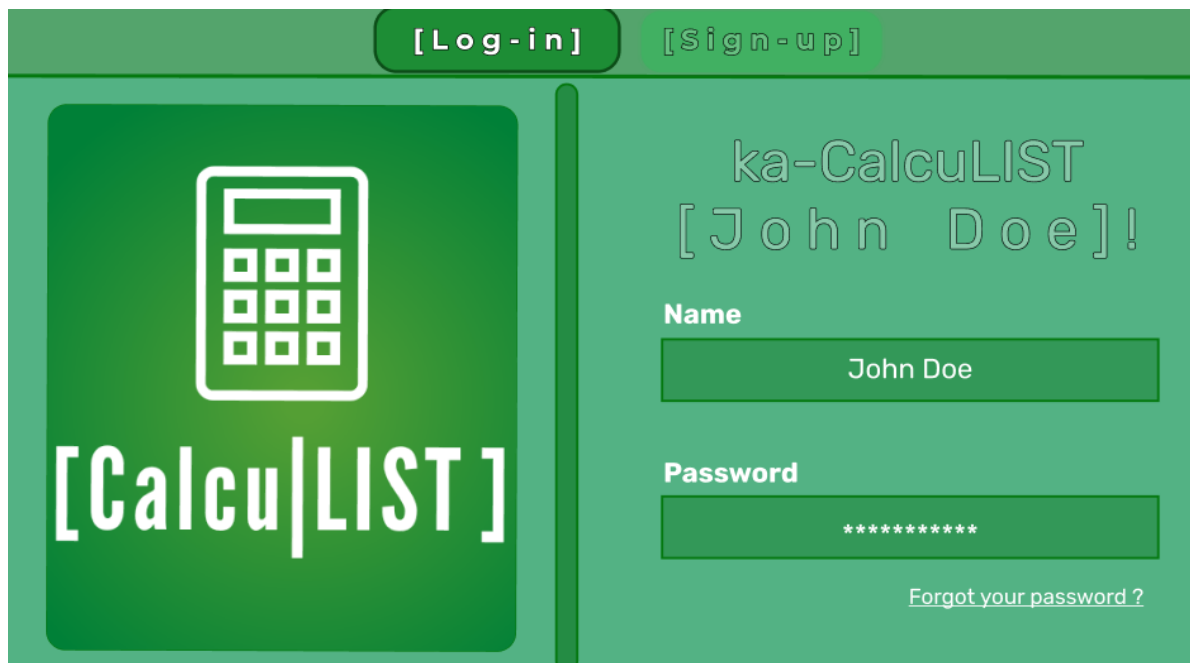 [Log-in]
[Sign-up]
[Calcu|LIST]
ka-CalcuLIST
[John Doe]!
Name
John Doe
Password
***********
Forgot your password ?